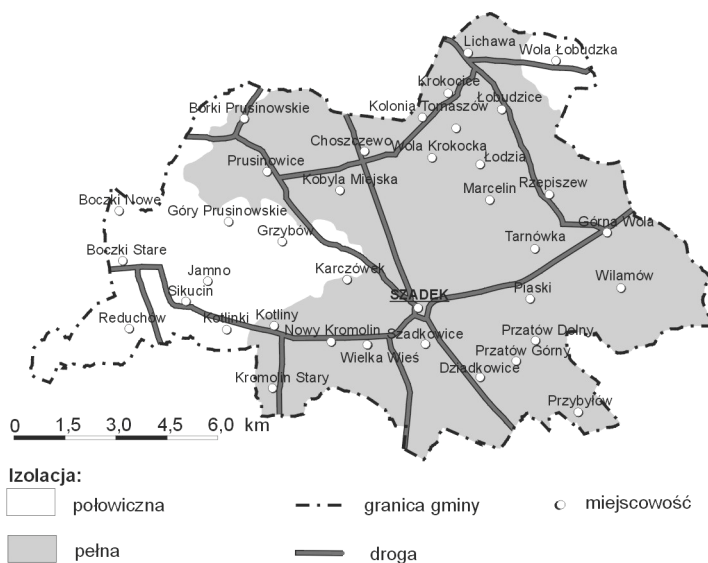 Lichawa
Wola Łobudzka
Krokocice
Borki Prusinowskie
Kolonia Tomaszów
Łobudzice
Choszczewo
Wola Krokocka
Prusinowice
Łodzia
Kobyla Miejska
Marcelin
Rzepiszew
Boczki Nowe
Góry Prusinowskie
Grzybów
Górna Wola
Tarnówka
Boczki Stare
Jamno
Karczówek
Wilamów
Sikucin
SZADEK
Piaski
Reduchów
Kotlinki
Kotliny
Nowy Kromolin
Szadkowice
Przatów Dolny
Wielka Wieś
Przatów Górny
Kromolin Stary
Dziadkowice
Przybyłów
0 1,5 3,0 4,5 6,0 km
Izolacja:
połowiczna
granica gminy
miejscowość
pełna
droga